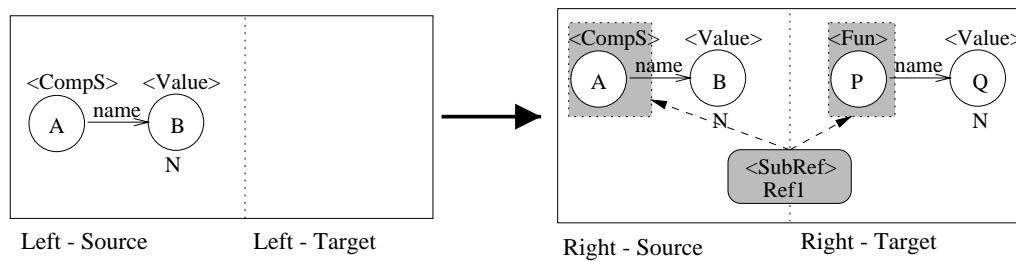 <CompS> <Value>
name
A B
N
Left - Source Left - Target
<CompS> <Value> <Fun> <Value>
name name
A B P Q
N N
<SubRef>
Ref1
Right - Source Right - Target